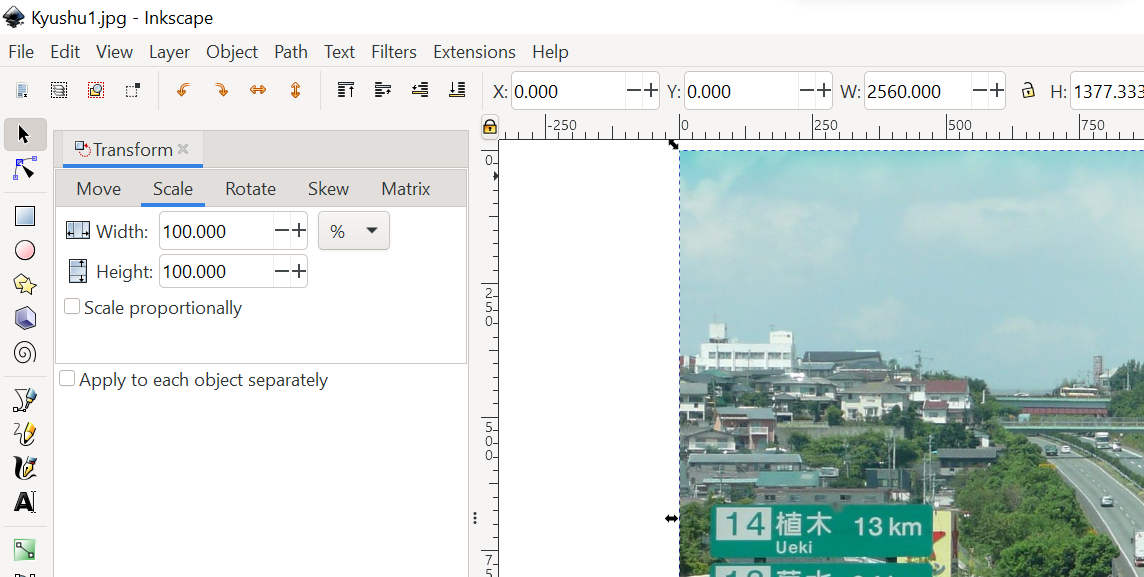 Kyushu1.jpg - Inkscape
File Edit View Layer Object Path Text Filters Extensions Help
X: 0.000 Y: 0.000 W: 2560.000 H: 1377.333
-250 0 250 500 750
Transform
Move Scale Rotate Skew Matrix
Width: 100.000 %
Height: 100.000
Scale proportionally
Apply to each object separately
0
250
500
75
14 植木 13 km
Ueki